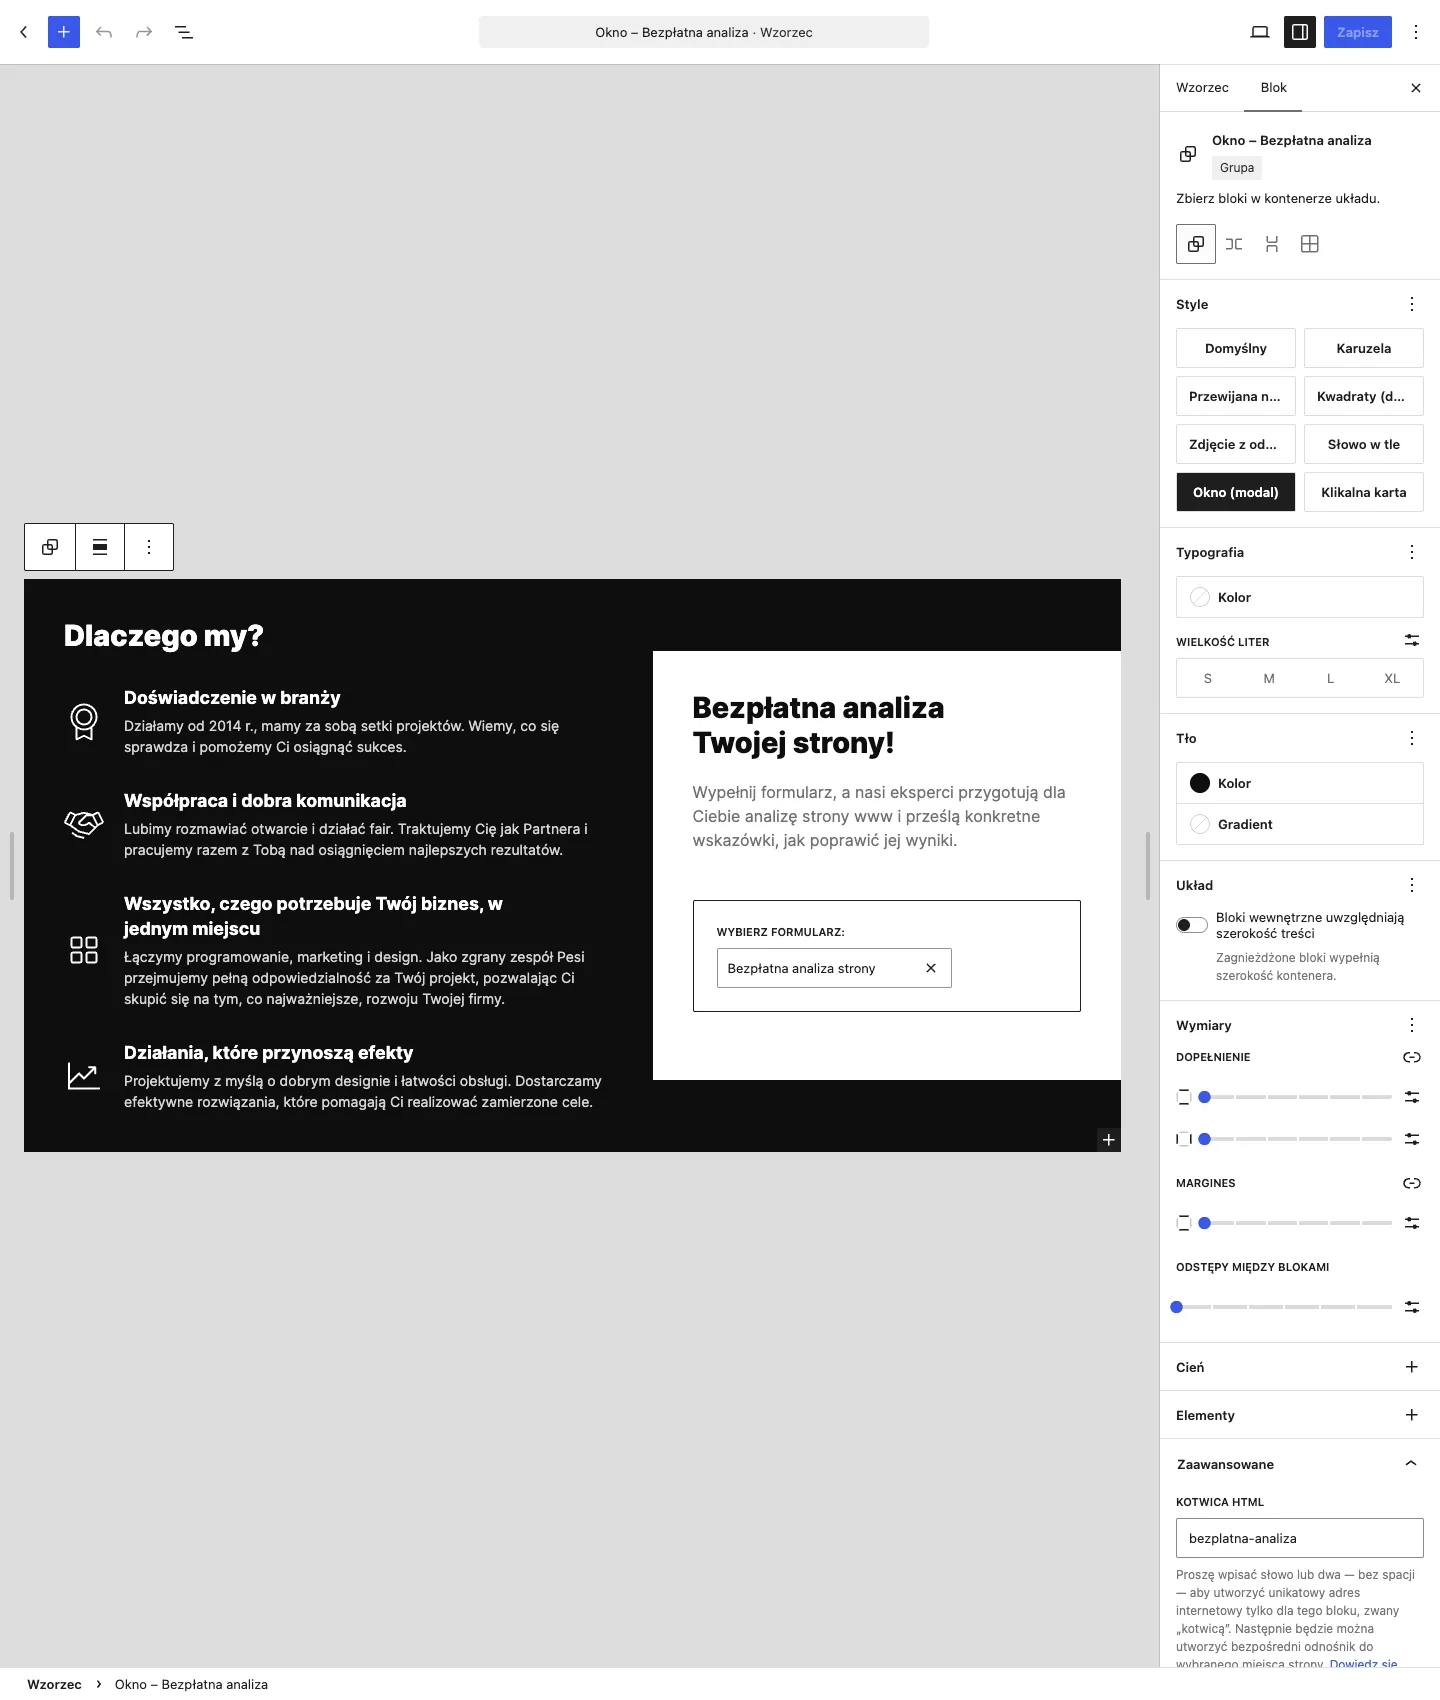 Okno – Bezpłatna analiza · Wzorzec
Zapisz
Wzorzec
Blok
Okno – Bezpłatna analiza
Grupa
Zbierz bloki w kontenerze układu.
Style
Domyślny
Karuzela
Przewijana n...
Kwadraty (d...
Zdjęcie z od...
Słowo w tle
Okno (modal)
Klikalna karta
Typografia
Kolor
WIELKOŚĆ LITER
S M L XL
Tło
Kolor
Gradient
Układ
Bloki wewnętrzne uwzględniają
szerokość treści
Zagnieżdżone bloki wypełnią
szerokość kontenera.
Wymiary
DOPEŁNIENIE
MARGINES
ODSTĘPY MIĘDZY BLOKAMI
Cień
Elementy
Zaawansowane
KOTWICA HTML
bezplatna-analiza
Proszę wpisać słowo lub dwa — bez spacji
— aby utworzyć unikatowy adres
internetowy tylko dla tego bloku, zwany
„kotwicą”. Następnie będzie można
utworzyć bezpośredni odnośnik do
wybranego miejsca strony. Dowiedz się
Dlaczego my?
Doświadczenie w branży
Działamy od 2014 r., mamy za sobą setki projektów. Wiemy, co się
sprawdza i pomożemy Ci osiągnąć sukces.
Współpraca i dobra komunikacja
Lubimy rozmawiać otwarcie i działać fair. Traktujemy Cię jak Partnera i
pracujemy razem z Tobą nad osiągnięciem najlepszych rezultatów.
Wszystko, czego potrzebuje Twój biznes, w
jednym miejscu
Łączymy programowanie, marketing i design. Jako zgrany zespół Pesi
przejmujemy pełną odpowiedzialność za Twój projekt, pozwalając Ci
skupić się na tym, co najważniejsze, rozwoju Twojej firmy.
Działania, które przynoszą efekty
Projektujemy z myślą o dobrym designie i łatwości obsługi. Dostarczamy
efektywne rozwiązania, które pomagają Ci realizować zamierzone cele.
Bezpłatna analiza
Twojej strony!
Wypełnij formularz, a nasi eksperci przygotują dla
Ciebie analizę strony www i prześlą konkretne
wskazówki, jak poprawić jej wyniki.
WYBIERZ FORMULARZ:
Bezpłatna analiza strony
Wzorzec › Okno – Bezpłatna analiza